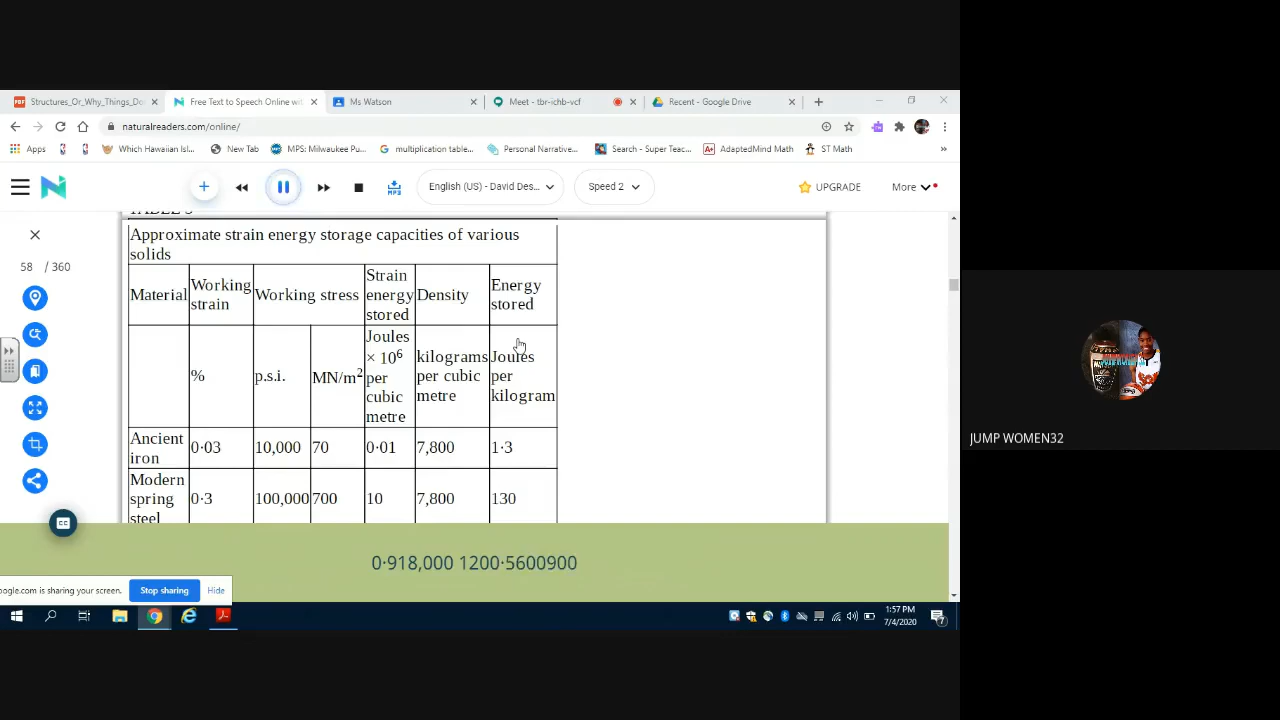 Structures_Or_Why_Things_Do
Free Text to Speech Online wit
Ms Watson
Meet - tbr-ichb-vcf
Recent - Google Drive
naturalreaders.com/online/
Apps
Which Hawaiian Isl...
New Tab
MPS: Milwaukee Pu...
multiplication table...
Personal Narrative...
Search - Super Teac...
AdaptedMind Math
ST Math
MP3
English (US) - David Des...
Speed 2
UPGRADE
More
58 / 360
Approximate strain energy storage capacities of various
solids
Material
Working
strain
Working stress
Strain
energy
stored
Density
Energy
stored
%
p.s.i.
MN/m2
Joules
× 106
per
cubic
metre
kilograms
per cubic
metre
Joules
per
kilogram
Ancient
iron
0·03
10,000
70
0·01
7,800
1·3
Modern
spring
steel
0·3
100,000
700
10
7,800
130
CC
0·918,000 1200·5600900
oogle.com is sharing your screen.
Stop sharing
Hide
1:57 PM
7/4/2020
JUMP WOMEN32